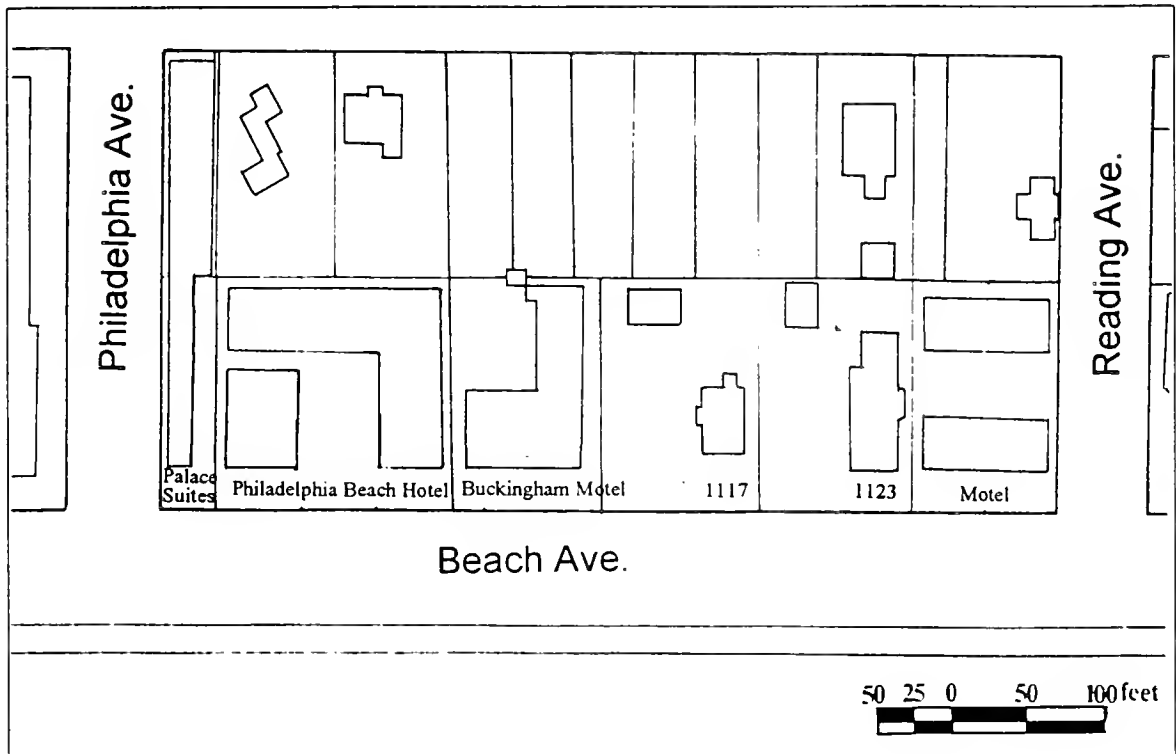 Philadelphia Ave.
Reading Ave.
Palace
Suites
Philadelphia Beach Hotel
Buckingham Motel
1117
1123
Motel
Beach Ave.
50 25 0 50 100 feet